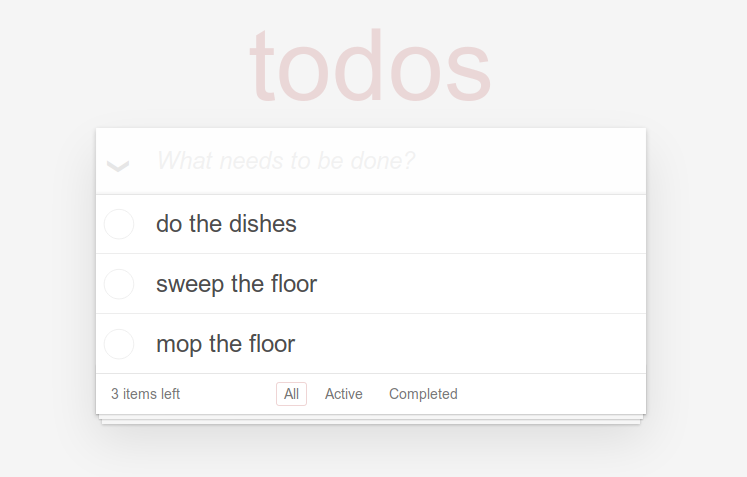 todos
What needs to be done?
do the dishes
sweep the floor
mop the floor
3 items left All Active Completed